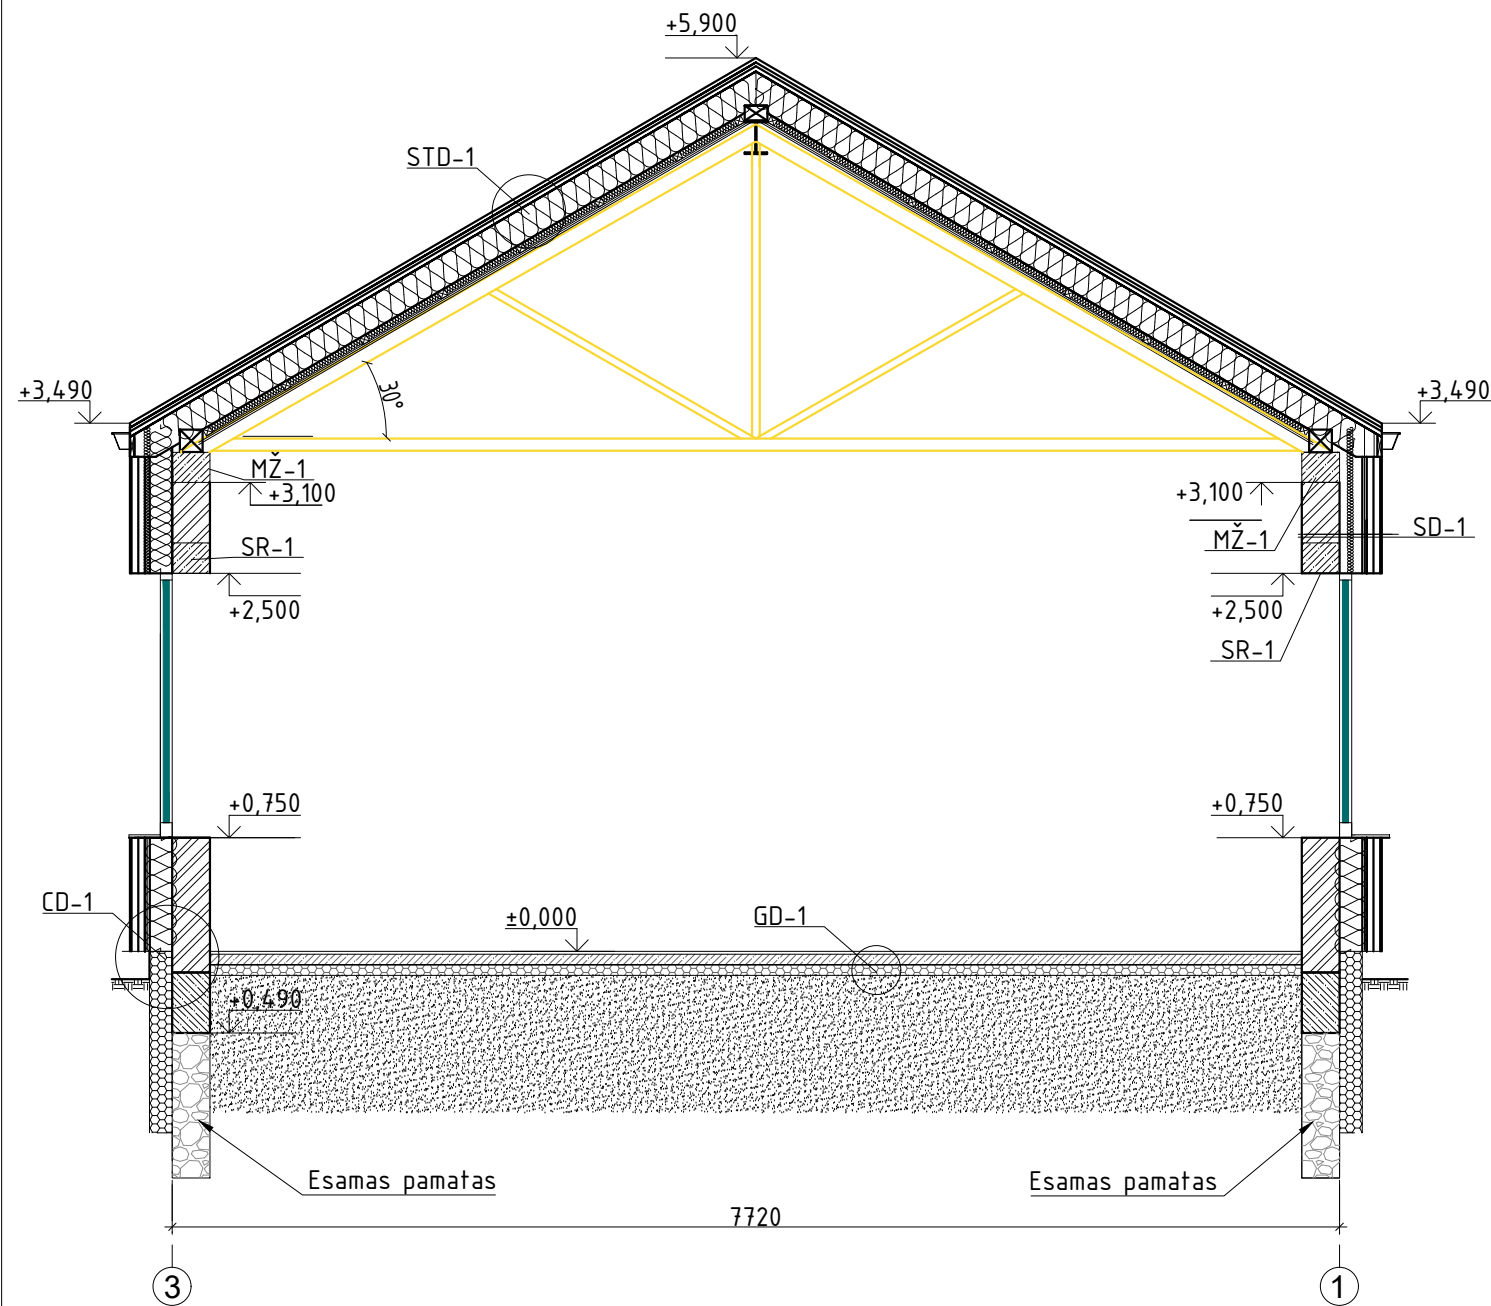 +5,900
STD-1
30°
+3,490
+3,490
MŽ-1
+3,100
+3,100
SR-1
MŽ-1
SD-1
+2,500
+2,500
SR-1
+0,750
+0,750
CD-1
±0,000
GD-1
+0,490
Esamas pamatas
Esamas pamatas
7720
3
1